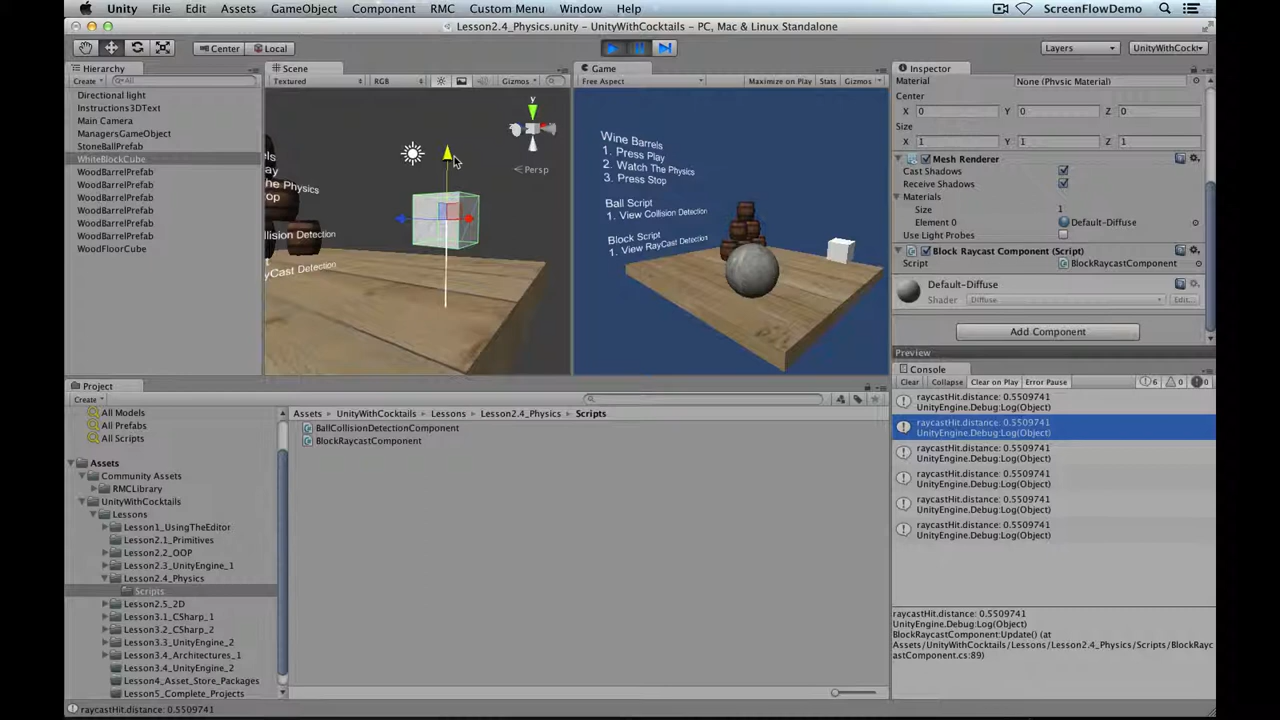 Unity File Edit Assets GameObject Component RMC Custom Menu Window Help ScreenFlowDemo
Lesson2.4_Physics.unity - UnityWithCocktails - PC, Mac & Linux Standalone
Center Local Layers
Hierarchy
Create All
Directional light
Instructions3DText
Main Camera
ManagersGameObject
StoneBallPrefab
WhiteBlockCube
WoodBarrelPrefab
WoodBarrelPrefab
WoodBarrelPrefab
WoodBarrelPrefab
WoodBarrelPrefab
WoodBarrelPrefab
WoodFloorCube
Scene
Textured RGB Gizmos
y
Persp
Game
Free Aspect Maximize on Play Stats Gizmos
Wine Barrels
1. Press Play
2. Watch The Physics
3. Press Stop
Ball Script
1. View Collision Detection
Block Script
1. View RayCast Detection
Inspector
Material None (Physic Material)
Center
X 0 Y 0 Z 0
Size
X 1 Y 1 Z 1
Mesh Renderer
Cast Shadows
Receive Shadows
Materials
Size 1
Element 0 Default-Diffuse
Use Light Probes
Block Raycast Component (Script)
Script BlockRaycastComponent
Default-Diffuse
Shader Diffuse Edit...
Add Component
Preview
Project
Create
All Models
All Prefabs
All Scripts
Assets
Community Assets
RMCLibrary
UnityWithCocktails
Lessons
Lesson1_UsingTheEditor
Lesson2.1_Primitives
Lesson2.2_OOP
Lesson2.3_UnityEngine_1
Lesson2.4_Physics
Scripts
Lesson2.5_2D
Lesson3.1_CSharp_1
Lesson3.2_CSharp_2
Lesson3.3_UnityEngine_2
Lesson3.4_Architectures_1
Lesson3.4_UnityEngine_2
Lesson4_Asset_Store_Packages
Lesson5_Complete_Projects
Assets UnityWithCocktails Lessons Lesson2.4_Physics Scripts
BallCollisionDetectionComponent
BlockRaycastComponent
Console
Clear Collapse Clear on Play Error Pause 6 0 0
raycastHit.distance: 0.5509741
UnityEngine.Debug:Log(Object)
raycastHit.distance: 0.5509741
UnityEngine.Debug:Log(Object)
raycastHit.distance: 0.5509741
UnityEngine.Debug:Log(Object)
raycastHit.distance: 0.5509741
UnityEngine.Debug:Log(Object)
raycastHit.distance: 0.5509741
UnityEngine.Debug:Log(Object)
raycastHit.distance: 0.5509741
UnityEngine.Debug:Log(Object)
raycastHit.distance: 0.5509741
UnityEngine.Debug:Log(Object)
BlockRaycastComponent:Update() (at
Assets/UnityWithCocktails/Lessons/Lesson2.4_Physics/Scripts/BlockRayc
astComponent.cs:89)
raycastHit.distance: 0.5509741